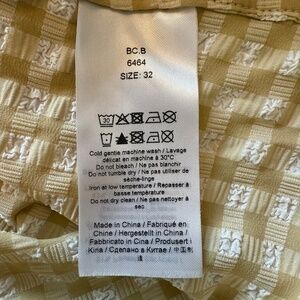 BC.B
6464
SIZE: 32
30
Cold gentle machine wash / Lavage
délicat en machine à 30°C
Do not bleach / Ne pas blanchir
Do not tumble dry / Ne pas utiliser de
sèche-linge
Iron at low temperature / Repasser à
basse température
Do not dry clean / Ne pas nettoyer à
sec
Made in China / Fabriqué en
Chine / Hergestellt in China /
Fabbricato in Cina / Produsert i
Kina / Сделано в Китае / 中国制
造